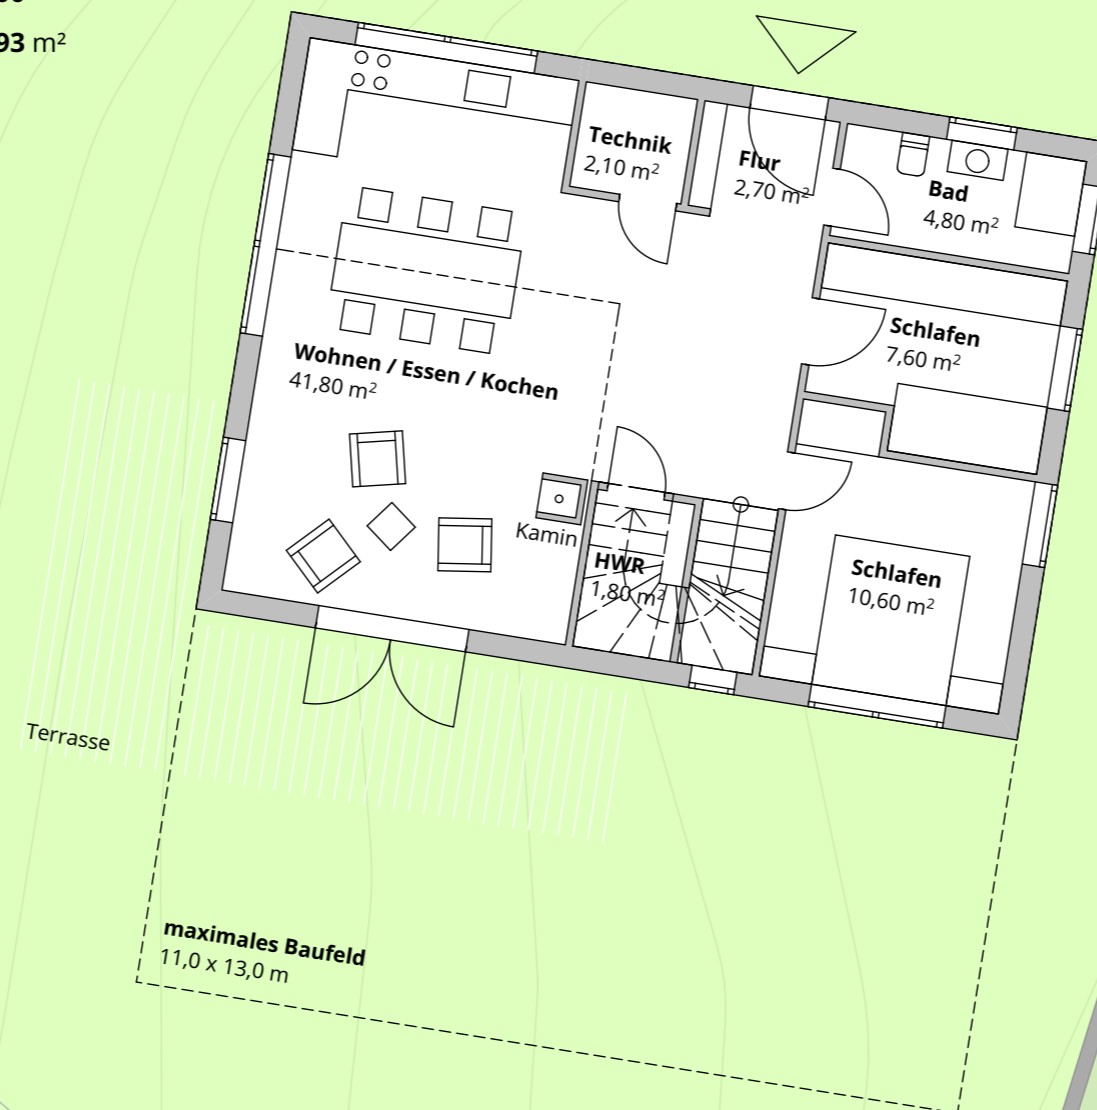 93 m²
Technik
2,10 m²
Flur
2,70 m²
Bad
4,80 m²
Schlafen
7,60 m²
Wohnen / Essen / Kochen
41,80 m²
Kamin
HWR
1,80 m²
Schlafen
10,60 m²
Terrasse
maximales Baufeld
11,0 x 13,0 m